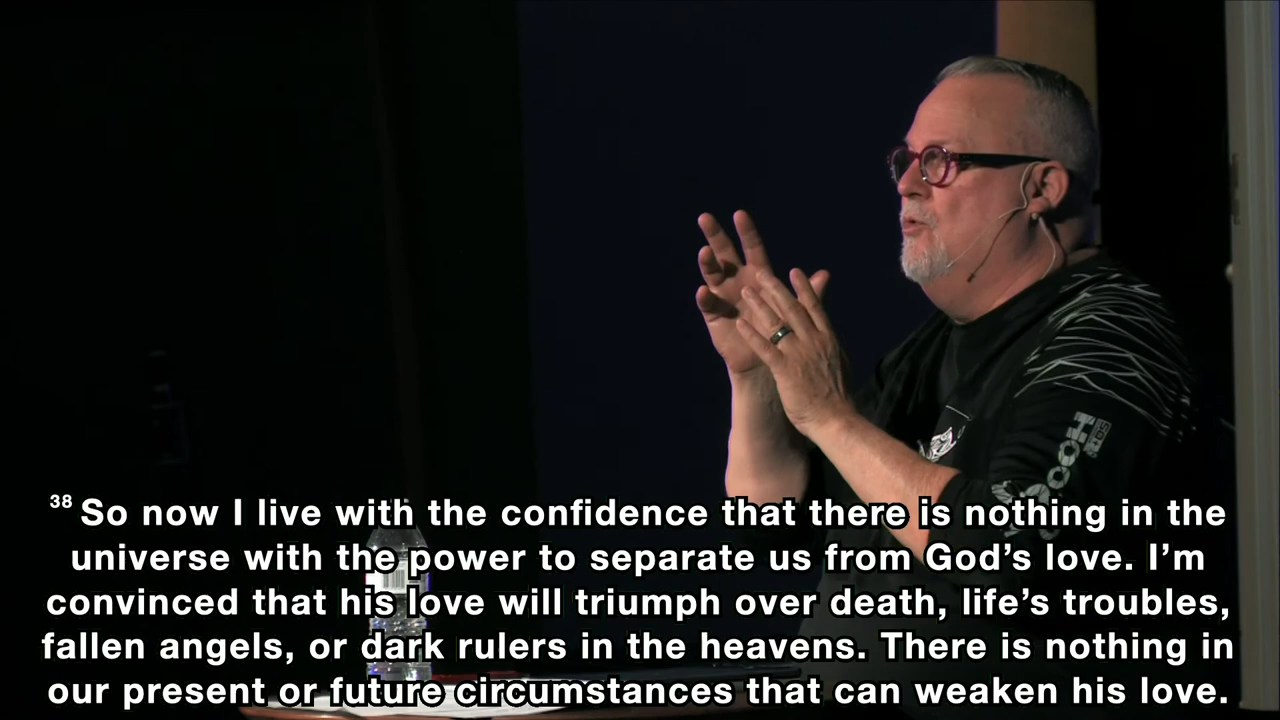 38 So now I live with the confidence that there is nothing in the
universe with the power to separate us from God’s love. I’m
convinced that his love will triumph over death, life’s troubles,
fallen angels, or dark rulers in the heavens. There is nothing in
our present or future circumstances that can weaken his love.